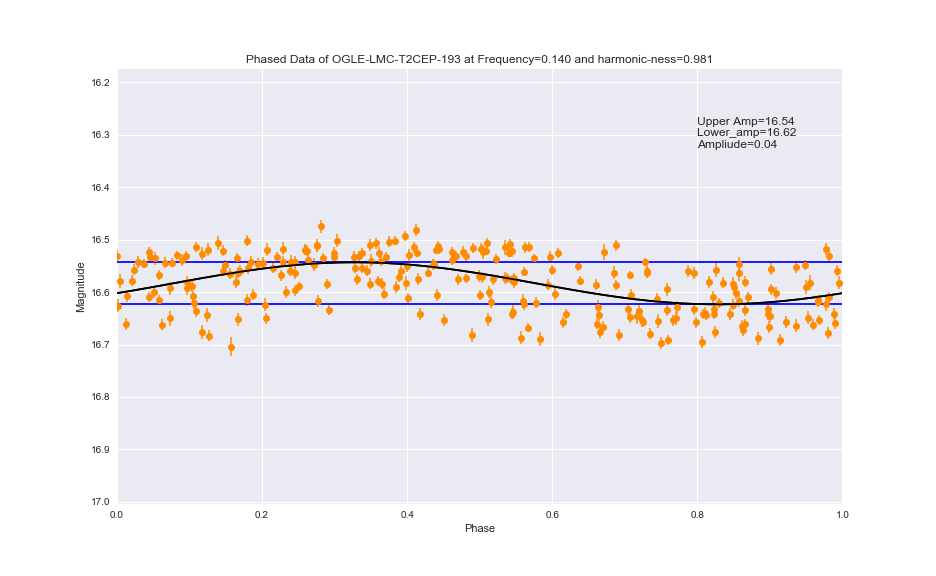 Phased Data of OGLE-LMC-T2CEP-193 at Frequency=0.140 and harmonic-ness=0.981
16.2
16.3
16.4
16.5
16.6
16.7
16.8
16.9
17.0
Magnitude
Upper Amp=16.54
Lower_amp=16.62
Ampliude=0.04
0.0 0.2 0.4 0.6 0.8 1.0
Phase